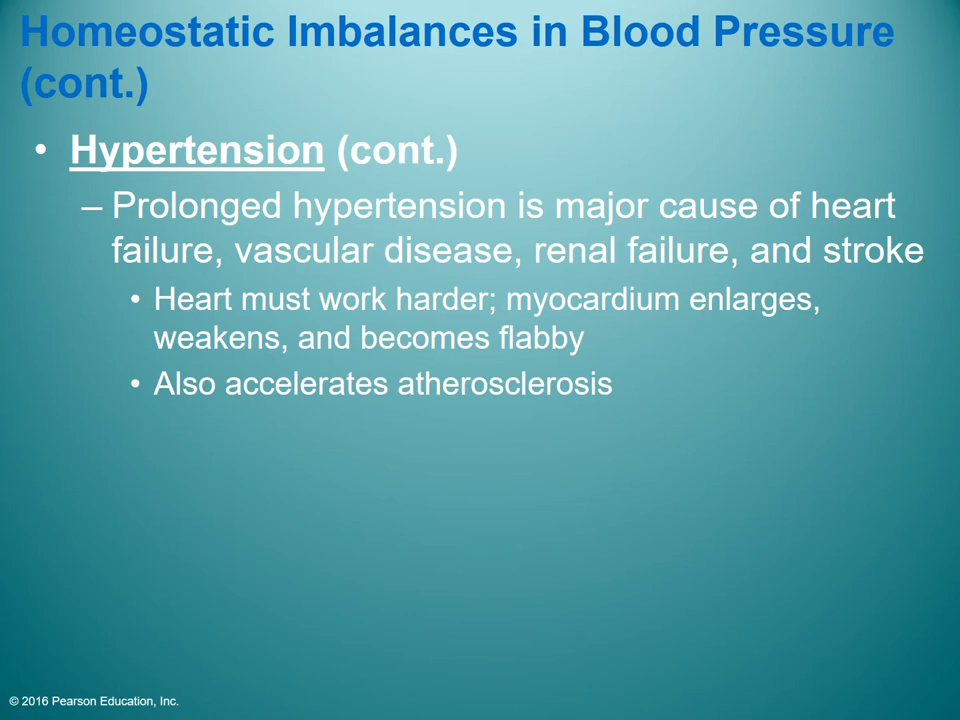 Homeostatic Imbalances in Blood Pressure
(cont.)
• Hypertension (cont.)
– Prolonged hypertension is major cause of heart
failure, vascular disease, renal failure, and stroke
• Heart must work harder; myocardium enlarges,
weakens, and becomes flabby
• Also accelerates atherosclerosis
© 2016 Pearson Education, Inc.